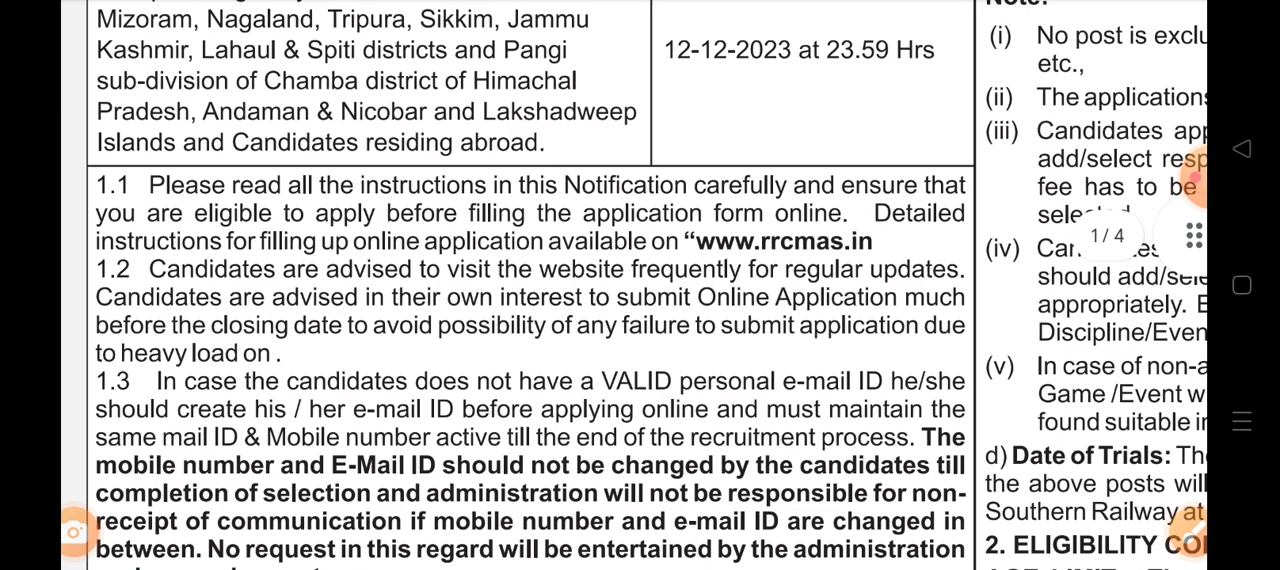 Mizoram, Nagaland, Tripura, Sikkim, Jammu
Kashmir, Lahaul & Spiti districts and Pangi
sub-division of Chamba district of Himachal
Pradesh, Andaman & Nicobar and Lakshadweep
Islands and Candidates residing abroad.
12-12-2023 at 23.59 Hrs
1.1 Please read all the instructions in this Notification carefully and ensure that
you are eligible to apply before filling the application form online. Detailed
instructions for filling up online application available on “www.rrcmas.in
1.2 Candidates are advised to visit the website frequently for regular updates.
Candidates are advised in their own interest to submit Online Application much
before the closing date to avoid possibility of any failure to submit application due
to heavy load on .
1.3 In case the candidates does not have a VALID personal e-mail ID he/she
should create his / her e-mail ID before applying online and must maintain the
same mail ID & Mobile number active till the end of the recruitment process. The
mobile number and E-Mail ID should not be changed by the candidates till
completion of selection and administration will not be responsible for non-
receipt of communication if mobile number and e-mail ID are changed in
between. No request in this regard will be entertained by the administration
(i) No post is exclu
etc.,
(ii) The applications
(iii) Candidates app
add/select resp
fee has to be
1/4
(iv)
should add/sele
appropriately. E
Discipline/Even
(v) In case of non-a
Game /Event w
found suitable in
d) Date of Trials: The
the above posts will
Southern Railway at
2. ELIGIBILITY CO